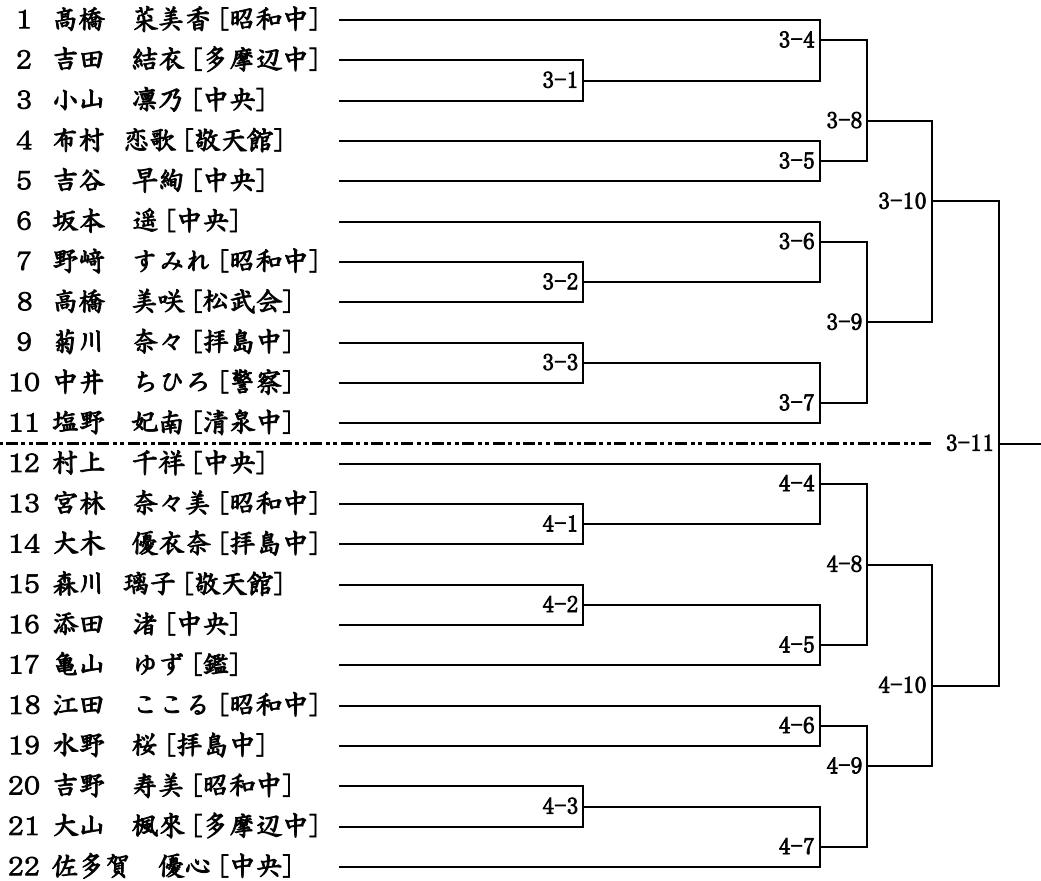 1 髙橋　菜美香 [昭和中]
3-4
2 吉田　結衣 [多摩辺中]
3-1
3 小山　凛乃 [中央]
3-8
4 布村 恋歌 [敬天館]
3-5
5 吉谷　早絢 [中央]
3-10
6 坂本　遥 [中央]
3-6
7 野﨑　すみれ [昭和中]
3-2
8 髙橋　美咲 [松武会]
3-9
9 菊川　奈々 [拝島中]
3-3
10 中井　ちひろ [警察]
3-7
11 塩野　妃南 [清泉中]
3-11
12 村上　千祥 [中央]
4-4
13 宮林　奈々美 [昭和中]
4-1
14 大木　優衣奈 [拝島中]
4-8
15 森川 璃子 [敬天館]
4-2
16 添田　渚 [中央]
4-5
17 亀山　ゆず [鑑]
4-10
18 江田　こころ [昭和中]
4-6
19 水野　桜 [拝島中]
4-9
20 吉野　寿美 [昭和中]
4-3
21 大山　楓來 [多摩辺中]
4-7
22 佐多賀　優心 [中央]